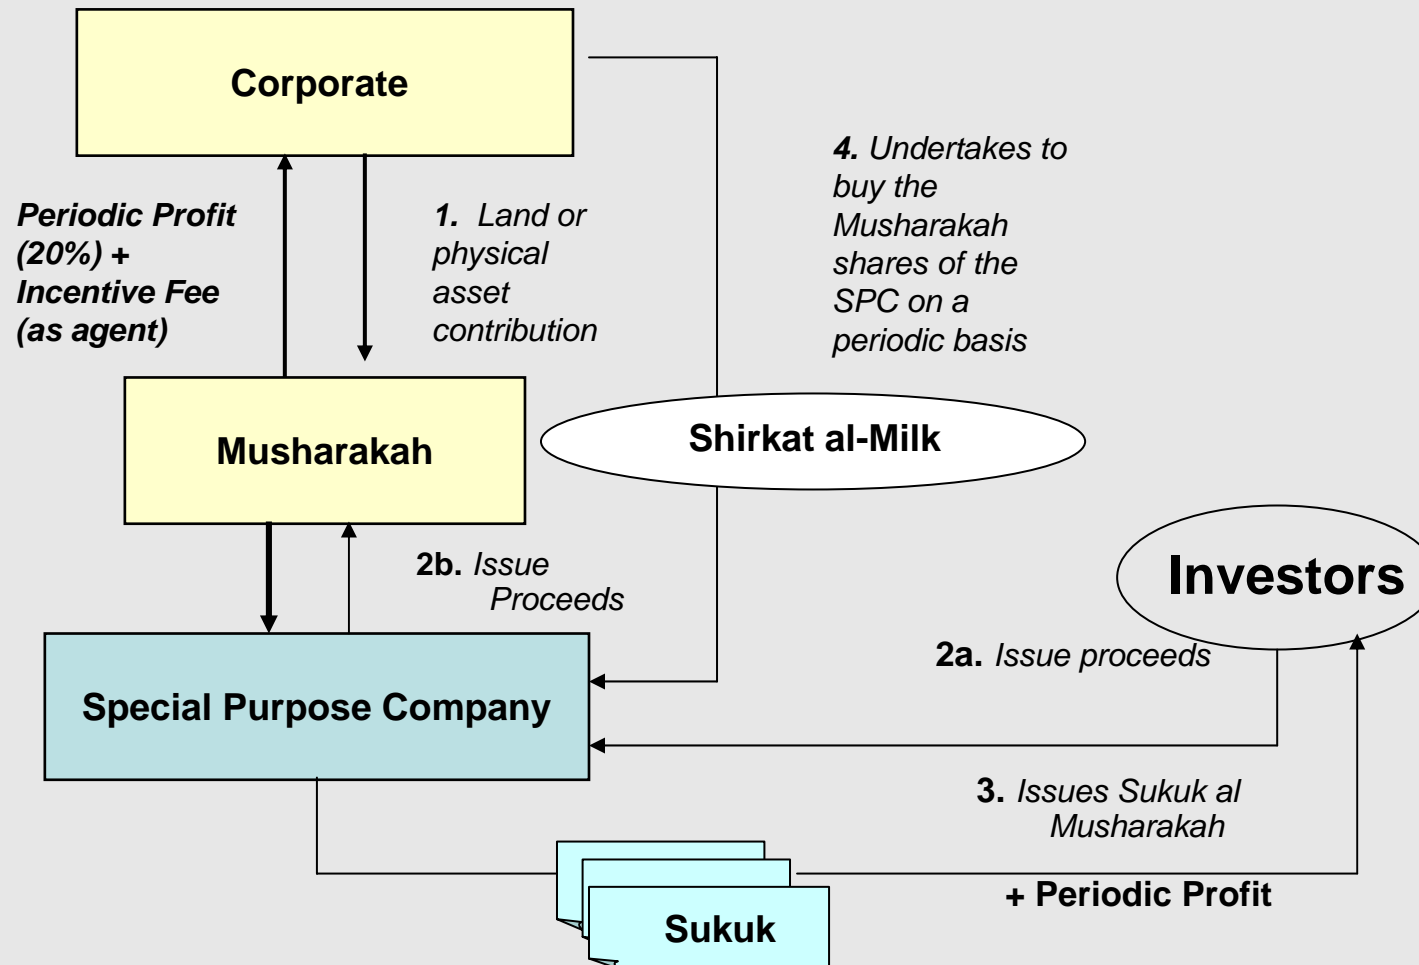 Corporate
Periodic Profit
(20%) +
Incentive Fee
(as agent)
1. Land or
physical
asset
contribution
4. Undertakes to
buy the
Musharakah
shares of the
SPC on a
periodic basis
Musharakah
Shirkat al-Milk
2b. Issue
Proceeds
Investors
2a. Issue proceeds
Special Purpose Company
3. Issues Sukuk al
Musharakah
+ Periodic Profit
Sukuk